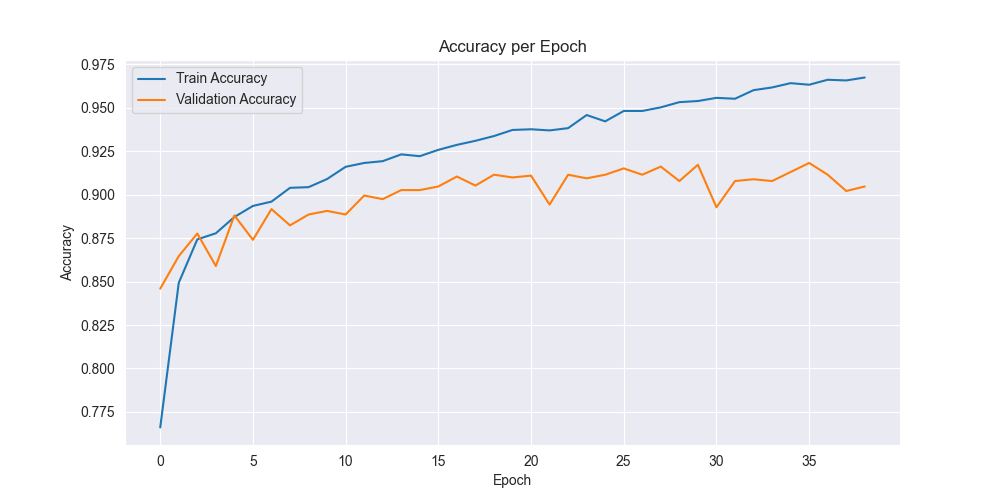 Accuracy per Epoch
Train Accuracy
Validation Accuracy
0.975
0.950
0.925
0.900
0.875
0.850
0.825
0.800
0.775
Accuracy
0 5 10 15 20 25 30 35
Epoch